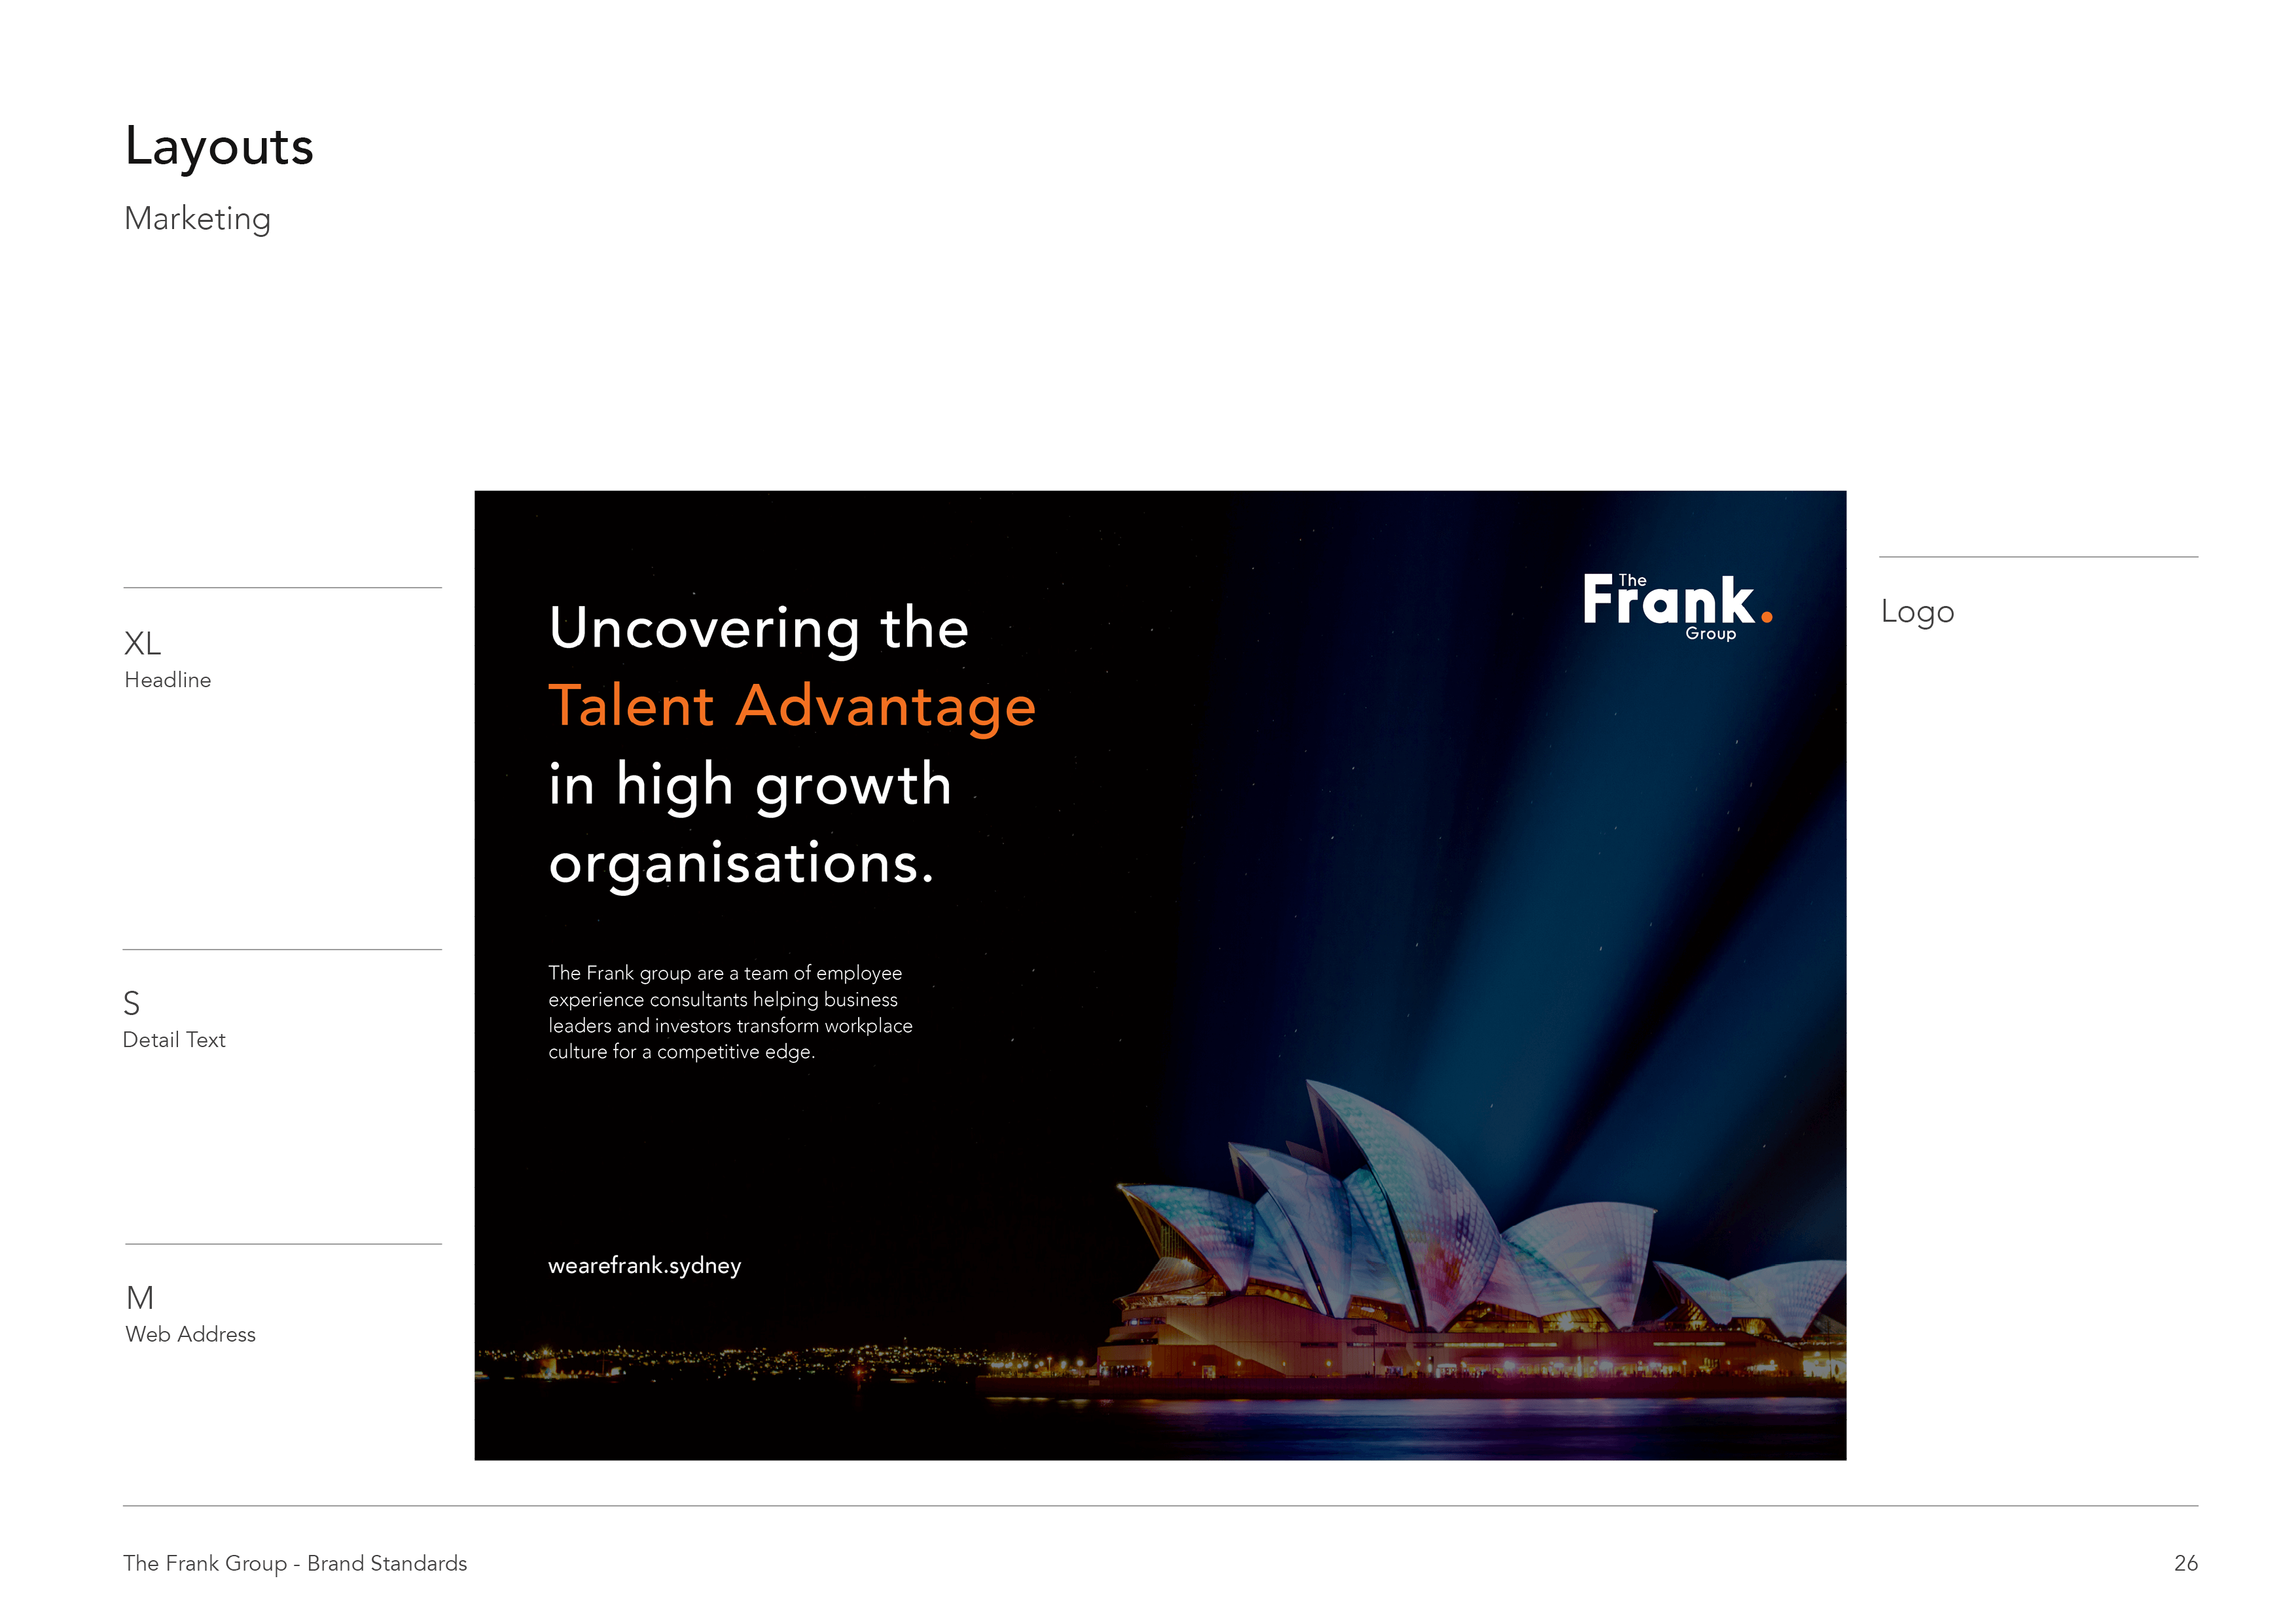 Layouts
Marketing
XL
Headline
S
Detail Text
M
Web Address
Uncovering the
Talent Advantage
in high growth
organisations.
The Frank group are a team of employee
experience consultants helping business
leaders and investors transform workplace
culture for a competitive edge.
wearefrank.sydney
The
Frank.
Group
Logo
The Frank Group - Brand Standards
26